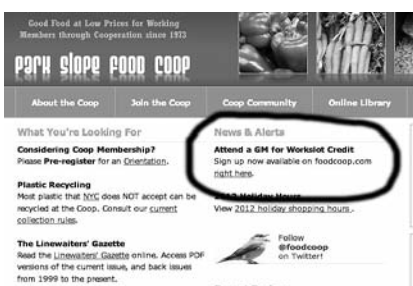 Good Food at Low Prices for Working
Members through Cooperation since 1973
PARK SLOPE FOOD COOP
About the Coop
Join the Coop
Coop Community
Online Library
What You're Looking For
Considering Coop Membership?
Please Pre-register for an Orientation.
Plastic Recycling
Most plastic that NYC does NOT accept can be
recycled at the Coop. Consult our current
collection rules.
The Linewaiters' Gazette
Read the Linewaiters' Gazette online. Access PDF
versions of the current issue, and back issues
from 1999 to the present.
News & Alerts
Attend a GM for Workslot Credit
Sign up now available on foodcoop.com
right here.
2012 Holiday Hours
View 2012 holiday shopping hours.
Follow
@foodcoop
on Twitter!